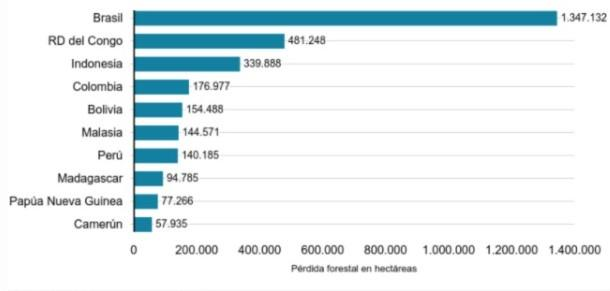 Brasil 1.347.132
RD del Congo 481.248
Indonesia 339.888
Colombia 176.977
Bolivia 154.488
Malasia 144.571
Perú 140.185
Madagascar 94.785
Papúa Nueva Guinea 77.266
Camerún 57.935
0 200.000 400.000 600.000 800.000 1.000.000 1.200.000 1.400.000
Pérdida forestal en hectáreas